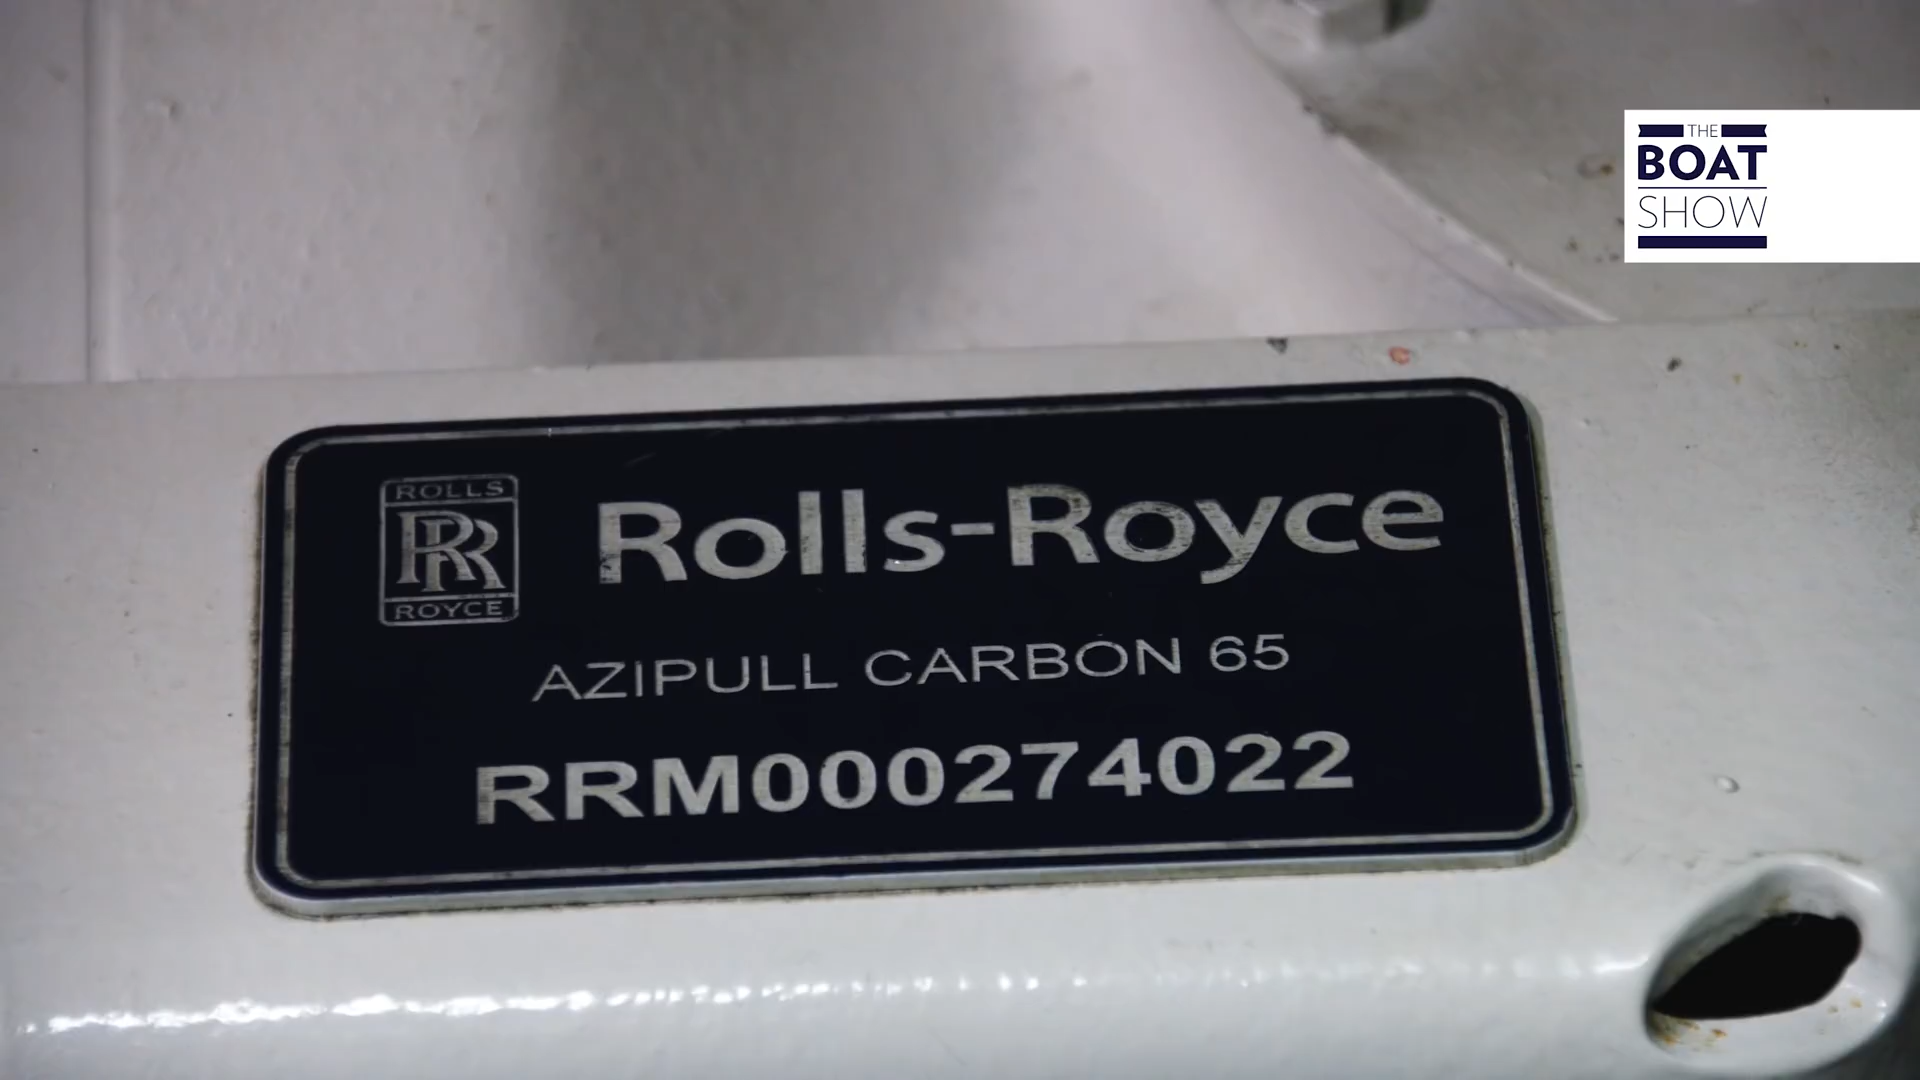 THE
BOAT
SHOW
ROLLS
RR
ROYCE
Rolls-Royce
AZIPULL CARBON 65
RRM000274022